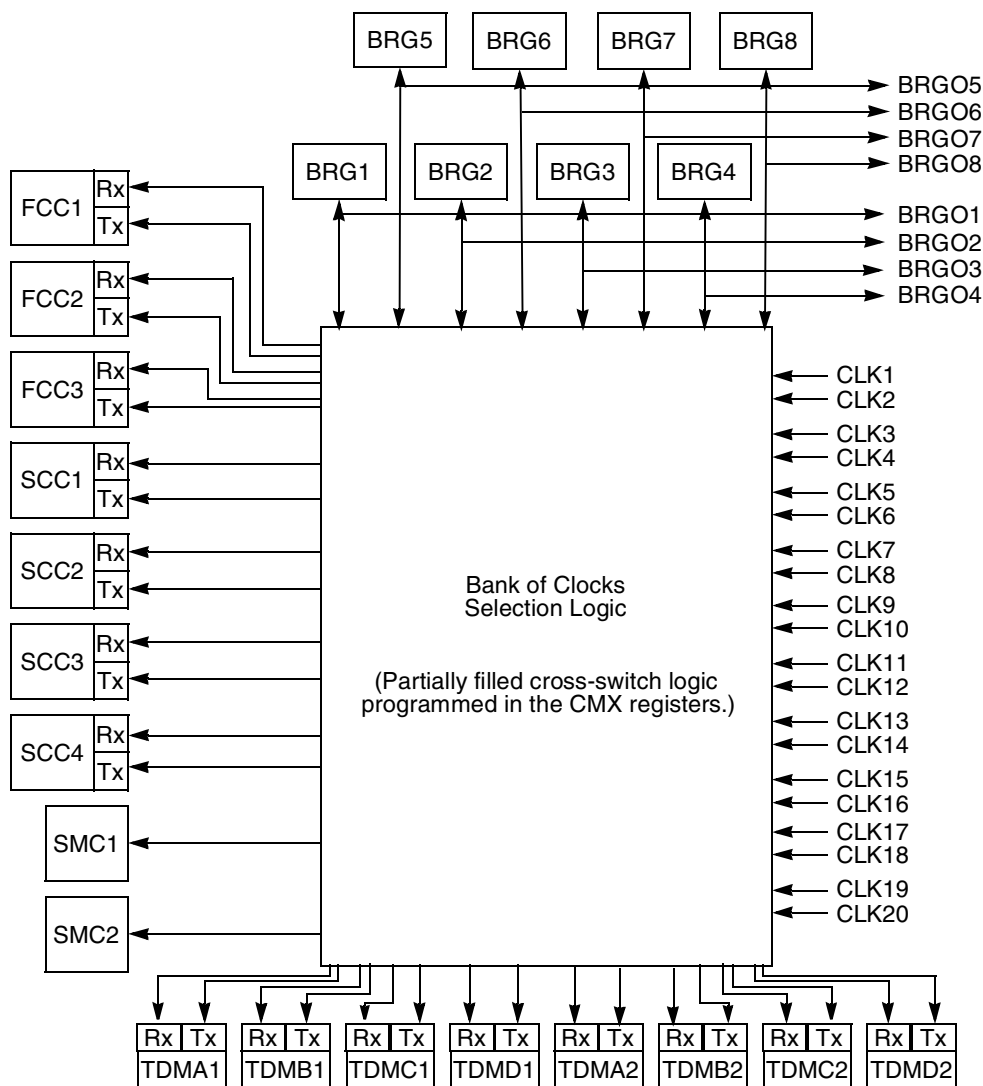 BRG5 BRG6 BRG7 BRG8
BRGO5
BRGO6
BRGO7
BRGO8
BRG1 BRG2 BRG3 BRG4
BRGO1
BRGO2
BRGO3
BRGO4
FCC1 Rx Tx
FCC2 Rx Tx
FCC3 Rx Tx
SCC1 Rx Tx
SCC2 Rx Tx
SCC3 Rx Tx
SCC4 Rx Tx
SMC1
SMC2
Bank of Clocks
Selection Logic
(Partially filled cross-switch logic
programmed in the CMX registers.)
CLK1
CLK2
CLK3
CLK4
CLK5
CLK6
CLK7
CLK8
CLK9
CLK10
CLK11
CLK12
CLK13
CLK14
CLK15
CLK16
CLK17
CLK18
CLK19
CLK20
Rx Tx Rx Tx Rx Tx Rx Tx Rx Tx Rx Tx Rx Tx Rx Tx
TDMA1 TDMB1 TDMC1 TDMD1 TDMA2 TDMB2 TDMC2 TDMD2